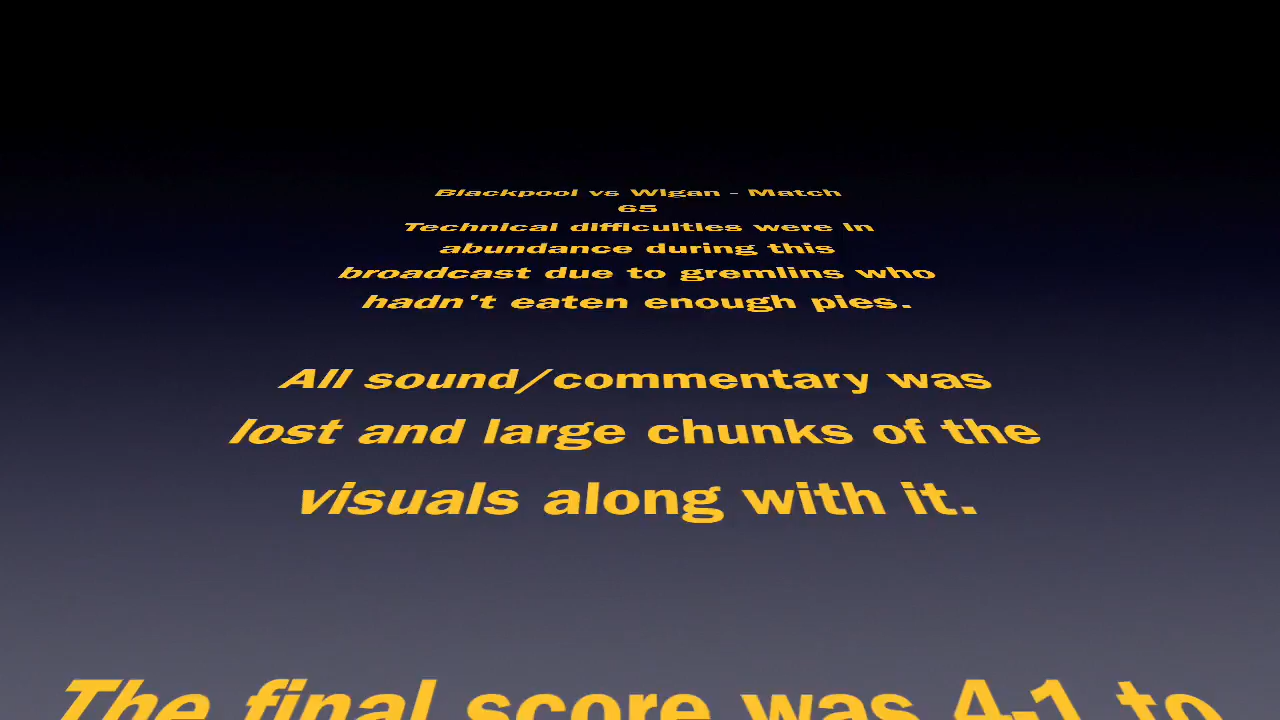 Blackpool vs Wigan - Match
65
Technical difficulties were in
abundance during this
broadcast due to gremlins who
hadn't eaten enough pies.
All sound/commentary was
lost and large chunks of the
visuals along with it.
The final score was 4-1 to